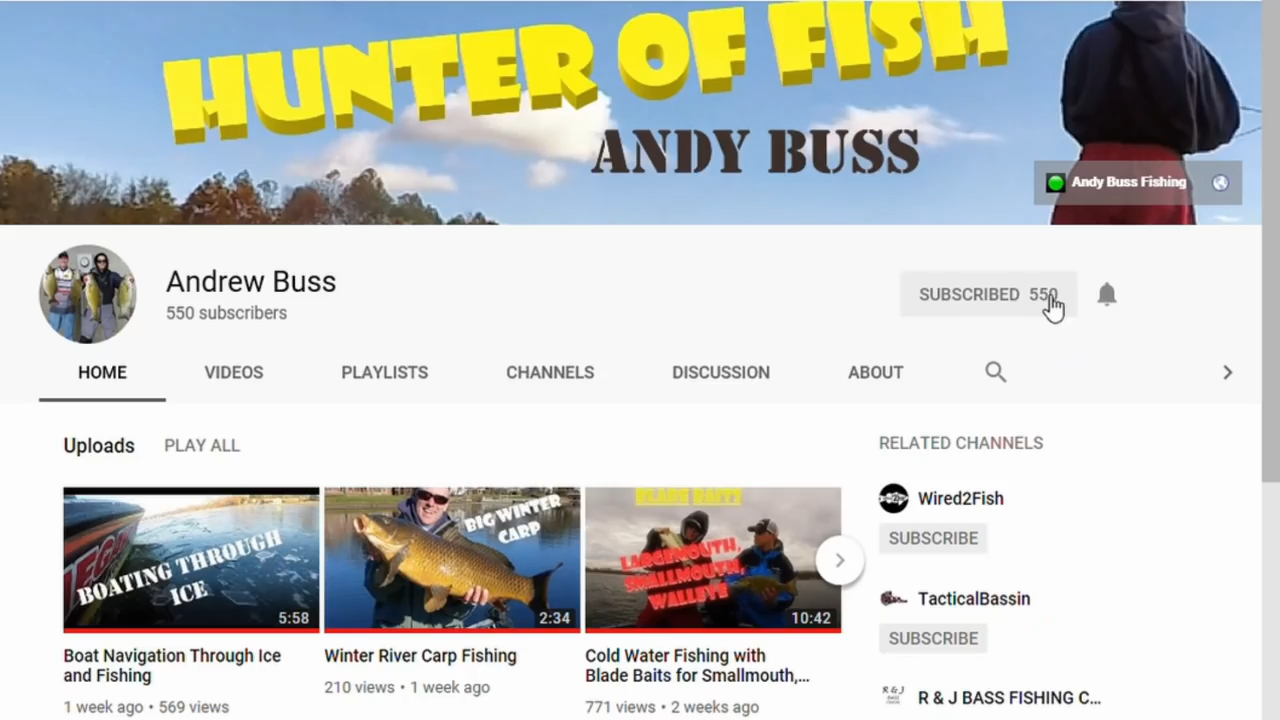 HUNTER OF FISH
ANDY BUSS
Andy Buss Fishing
Andrew Buss
550 subscribers
SUBSCRIBED 550
HOME
VIDEOS
PLAYLISTS
CHANNELS
DISCUSSION
ABOUT
Uploads
PLAY ALL
BOATING THROUGH
ICE
5:58
Boat Navigation Through Ice
and Fishing
1 week ago • 569 views
BIG WINTER
CARP
2:34
Winter River Carp Fishing
210 views • 1 week ago
BLADE BAITS
LARGEMOUTH,
SMALLMOUTH,
WALLEYE
10:42
Cold Water Fishing with
Blade Baits for Smallmouth,...
771 views • 2 weeks ago
RELATED CHANNELS
Wired2Fish
SUBSCRIBE
TacticalBassin
SUBSCRIBE
R & J
R & J BASS FISHING C...